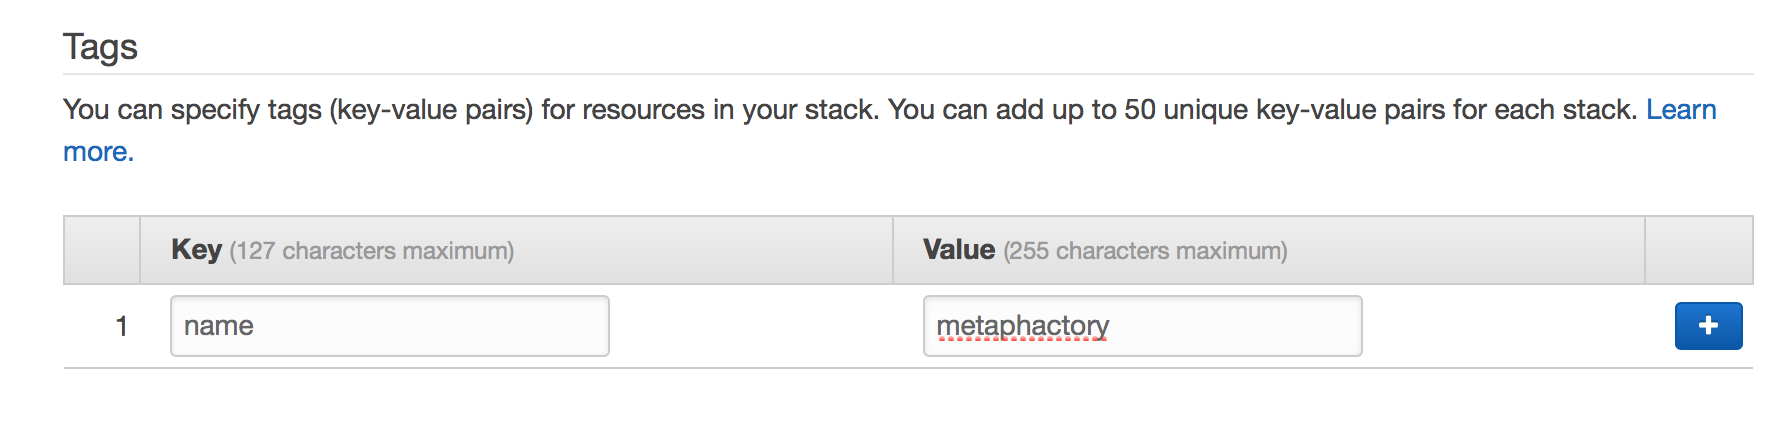 Tags
You can specify tags (key-value pairs) for resources in your stack. You can add up to 50 unique key-value pairs for each stack. Learn
more.
Key (127 characters maximum) Value (255 characters maximum)
1 name metaphactory +